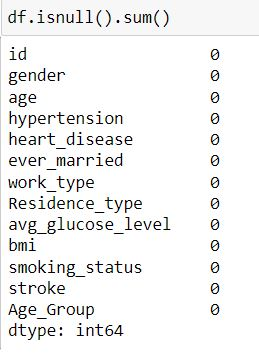 df.isnull().sum()
id 0
gender 0
age 0
hypertension 0
heart_disease 0
ever_married 0
work_type 0
Residence_type 0
avg_glucose_level 0
bmi 0
smoking_status 0
stroke 0
Age_Group 0
dtype: int64